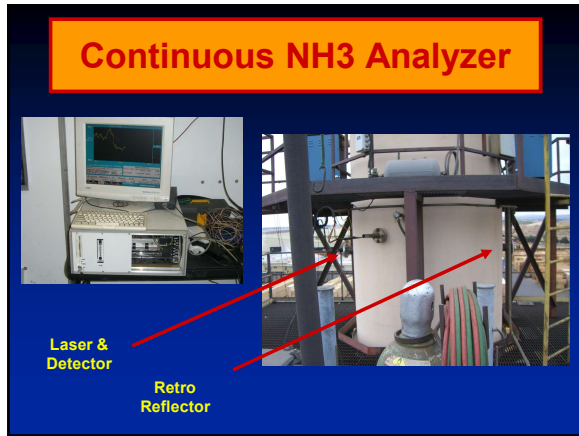 Continuous NH3 Analyzer
Laser &
Detector
Retro
Reflector